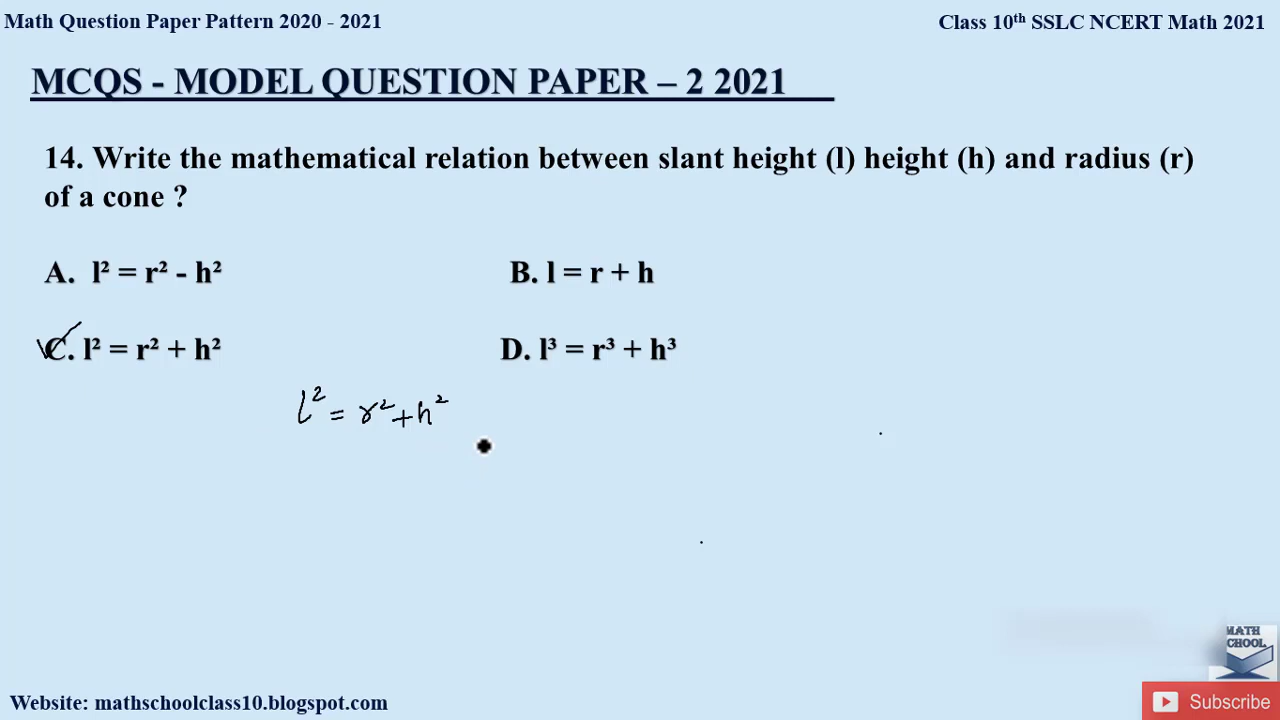 Math Question Paper Pattern 2020 - 2021
Class 10th SSLC NCERT Math 2021
MCQS - MODEL QUESTION PAPER – 2 2021
14. Write the mathematical relation between slant height (l) height (h) and radius (r)
of a cone ?
A. l² = r² - h²
B. l = r + h
C. l² = r² + h²
D. l³ = r³ + h³
l² = r² + h²
MATH
SCHOOL
Website: mathschoolclass10.blogspot.com
Subscribe